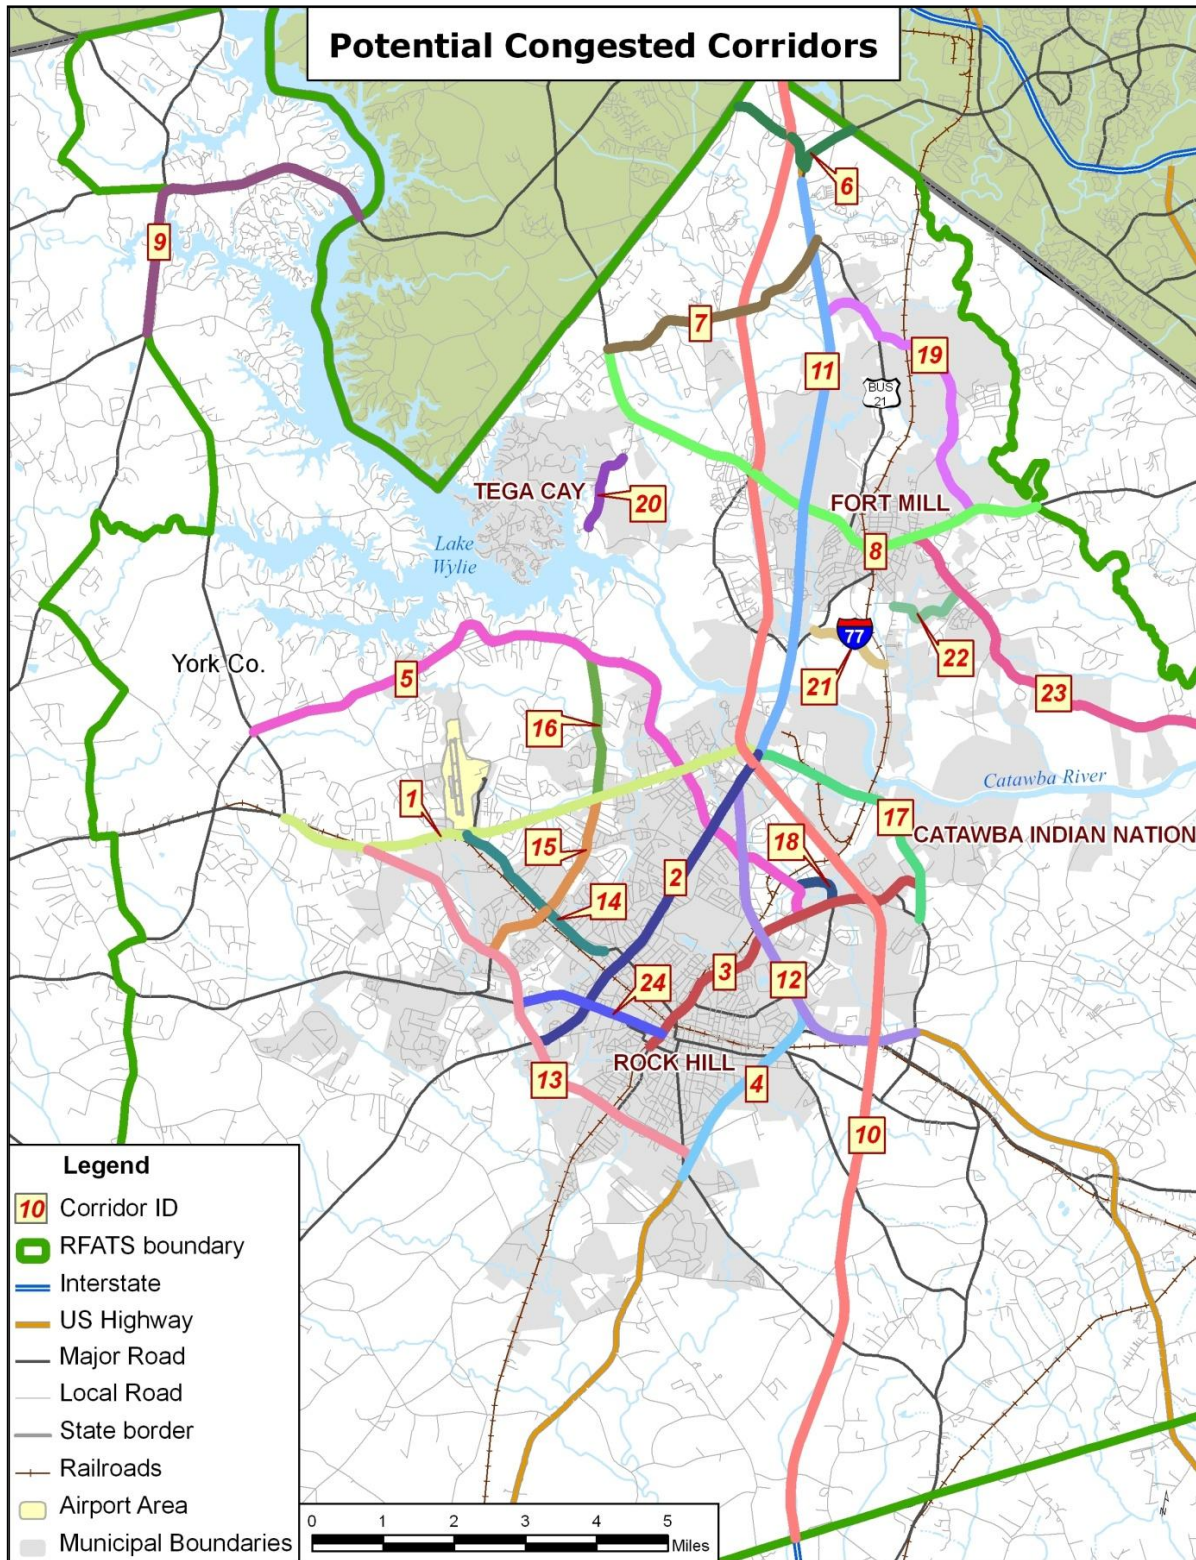 Potential Congested Corridors
6
9
7
19
11
BUS
21
TEGA CAY
20
FORT MILL
8
Lake
Wylie
77
22
York Co.
5
21
23
16
Catawba River
1
17
CATAWBA INDIAN NATION
15
2
18
14
3
24
12
ROCK HILL
13
4
10
Legend
10 Corridor ID
RFATS boundary
Interstate
US Highway
Major Road
Local Road
State border
Railroads
Airport Area
Municipal Boundaries
0 1 2 3 4 5
Miles
N